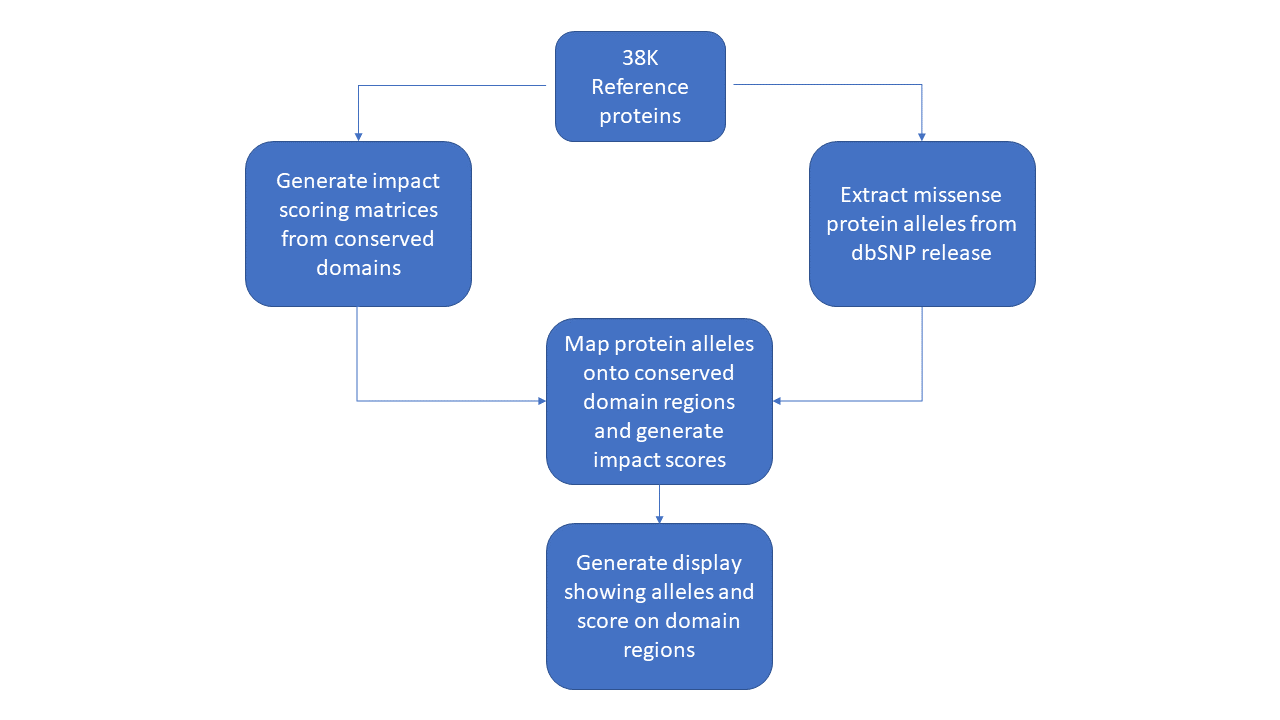 38K
Reference
proteins
Generate impact
scoring matrices
from conserved
domains
Extract missense
protein alleles from
dbSNP release
Map protein alleles
onto conserved
domain regions
and generate
impact scores
Generate display
showing alleles and
score on domain
regions